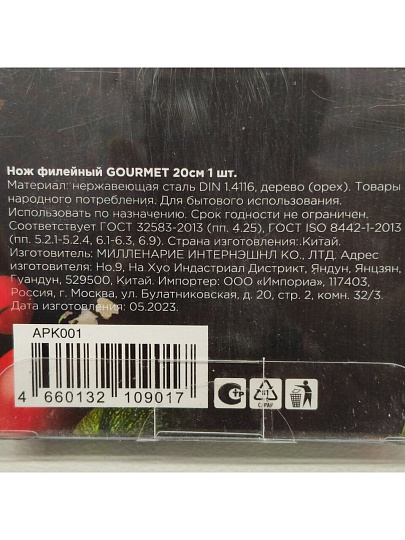 Нож филейный GOURMET 20см 1 шт.
Материал: нержавеющая сталь DIN 1.4116, дерево (орех). Товары
народного потребления. Для бытового использования.
Использовать по назначению. Срок годности не ограничен.
Соответствует ГОСТ 32583-2013 (пп. 4.25), ГОСТ ISO 8442-1-2013
(пп. 5.2.1-5.2.4, 6.1-6.3, 6.9). Страна изготовления:.Китай.
Изготовитель: МИЛЛЕНАРИЕ ИНТЕРНЭШНЛ КО., ЛТД. Адрес
изготовителя: Но.9, На Хуо Индастриал Дистрикт, Яндун, Янцзян,
Гуандун, 529500, Китай. Импортер: ООО «Импориа», 117403,
Россия, г. Москва, ул. Булатниковская, д. 20, стр. 2, комн. 32/3.
Дата изготовления: 05.2023.
APK001
4 660132 109017